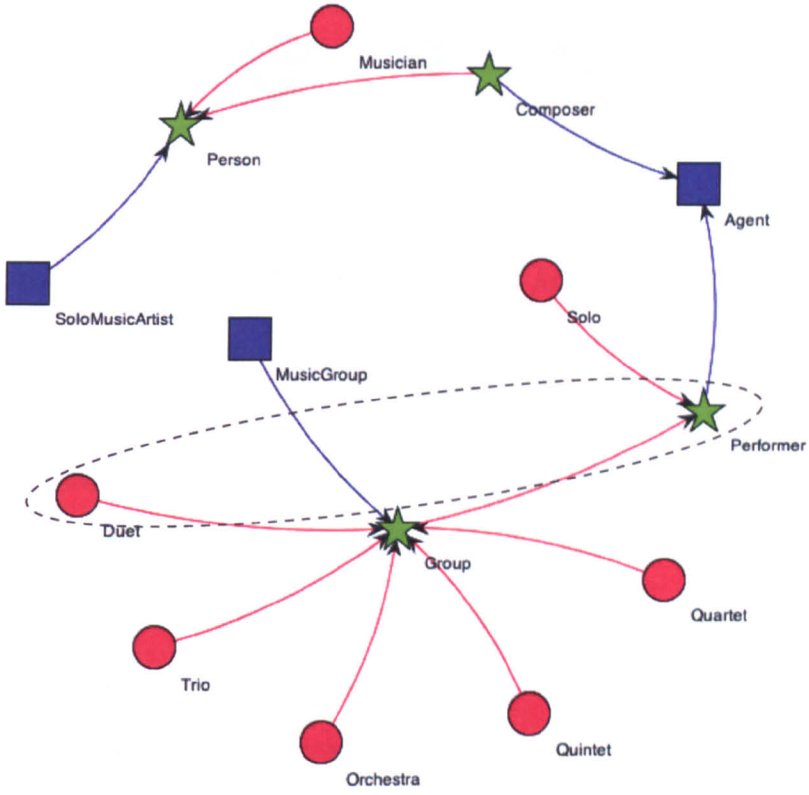 Musician
Composer
Person
Agent
SoloMusicArtist
Solo
MusicGroup
Performer
Duet
Group
Quartet
Trio
Quintet
Orchestra